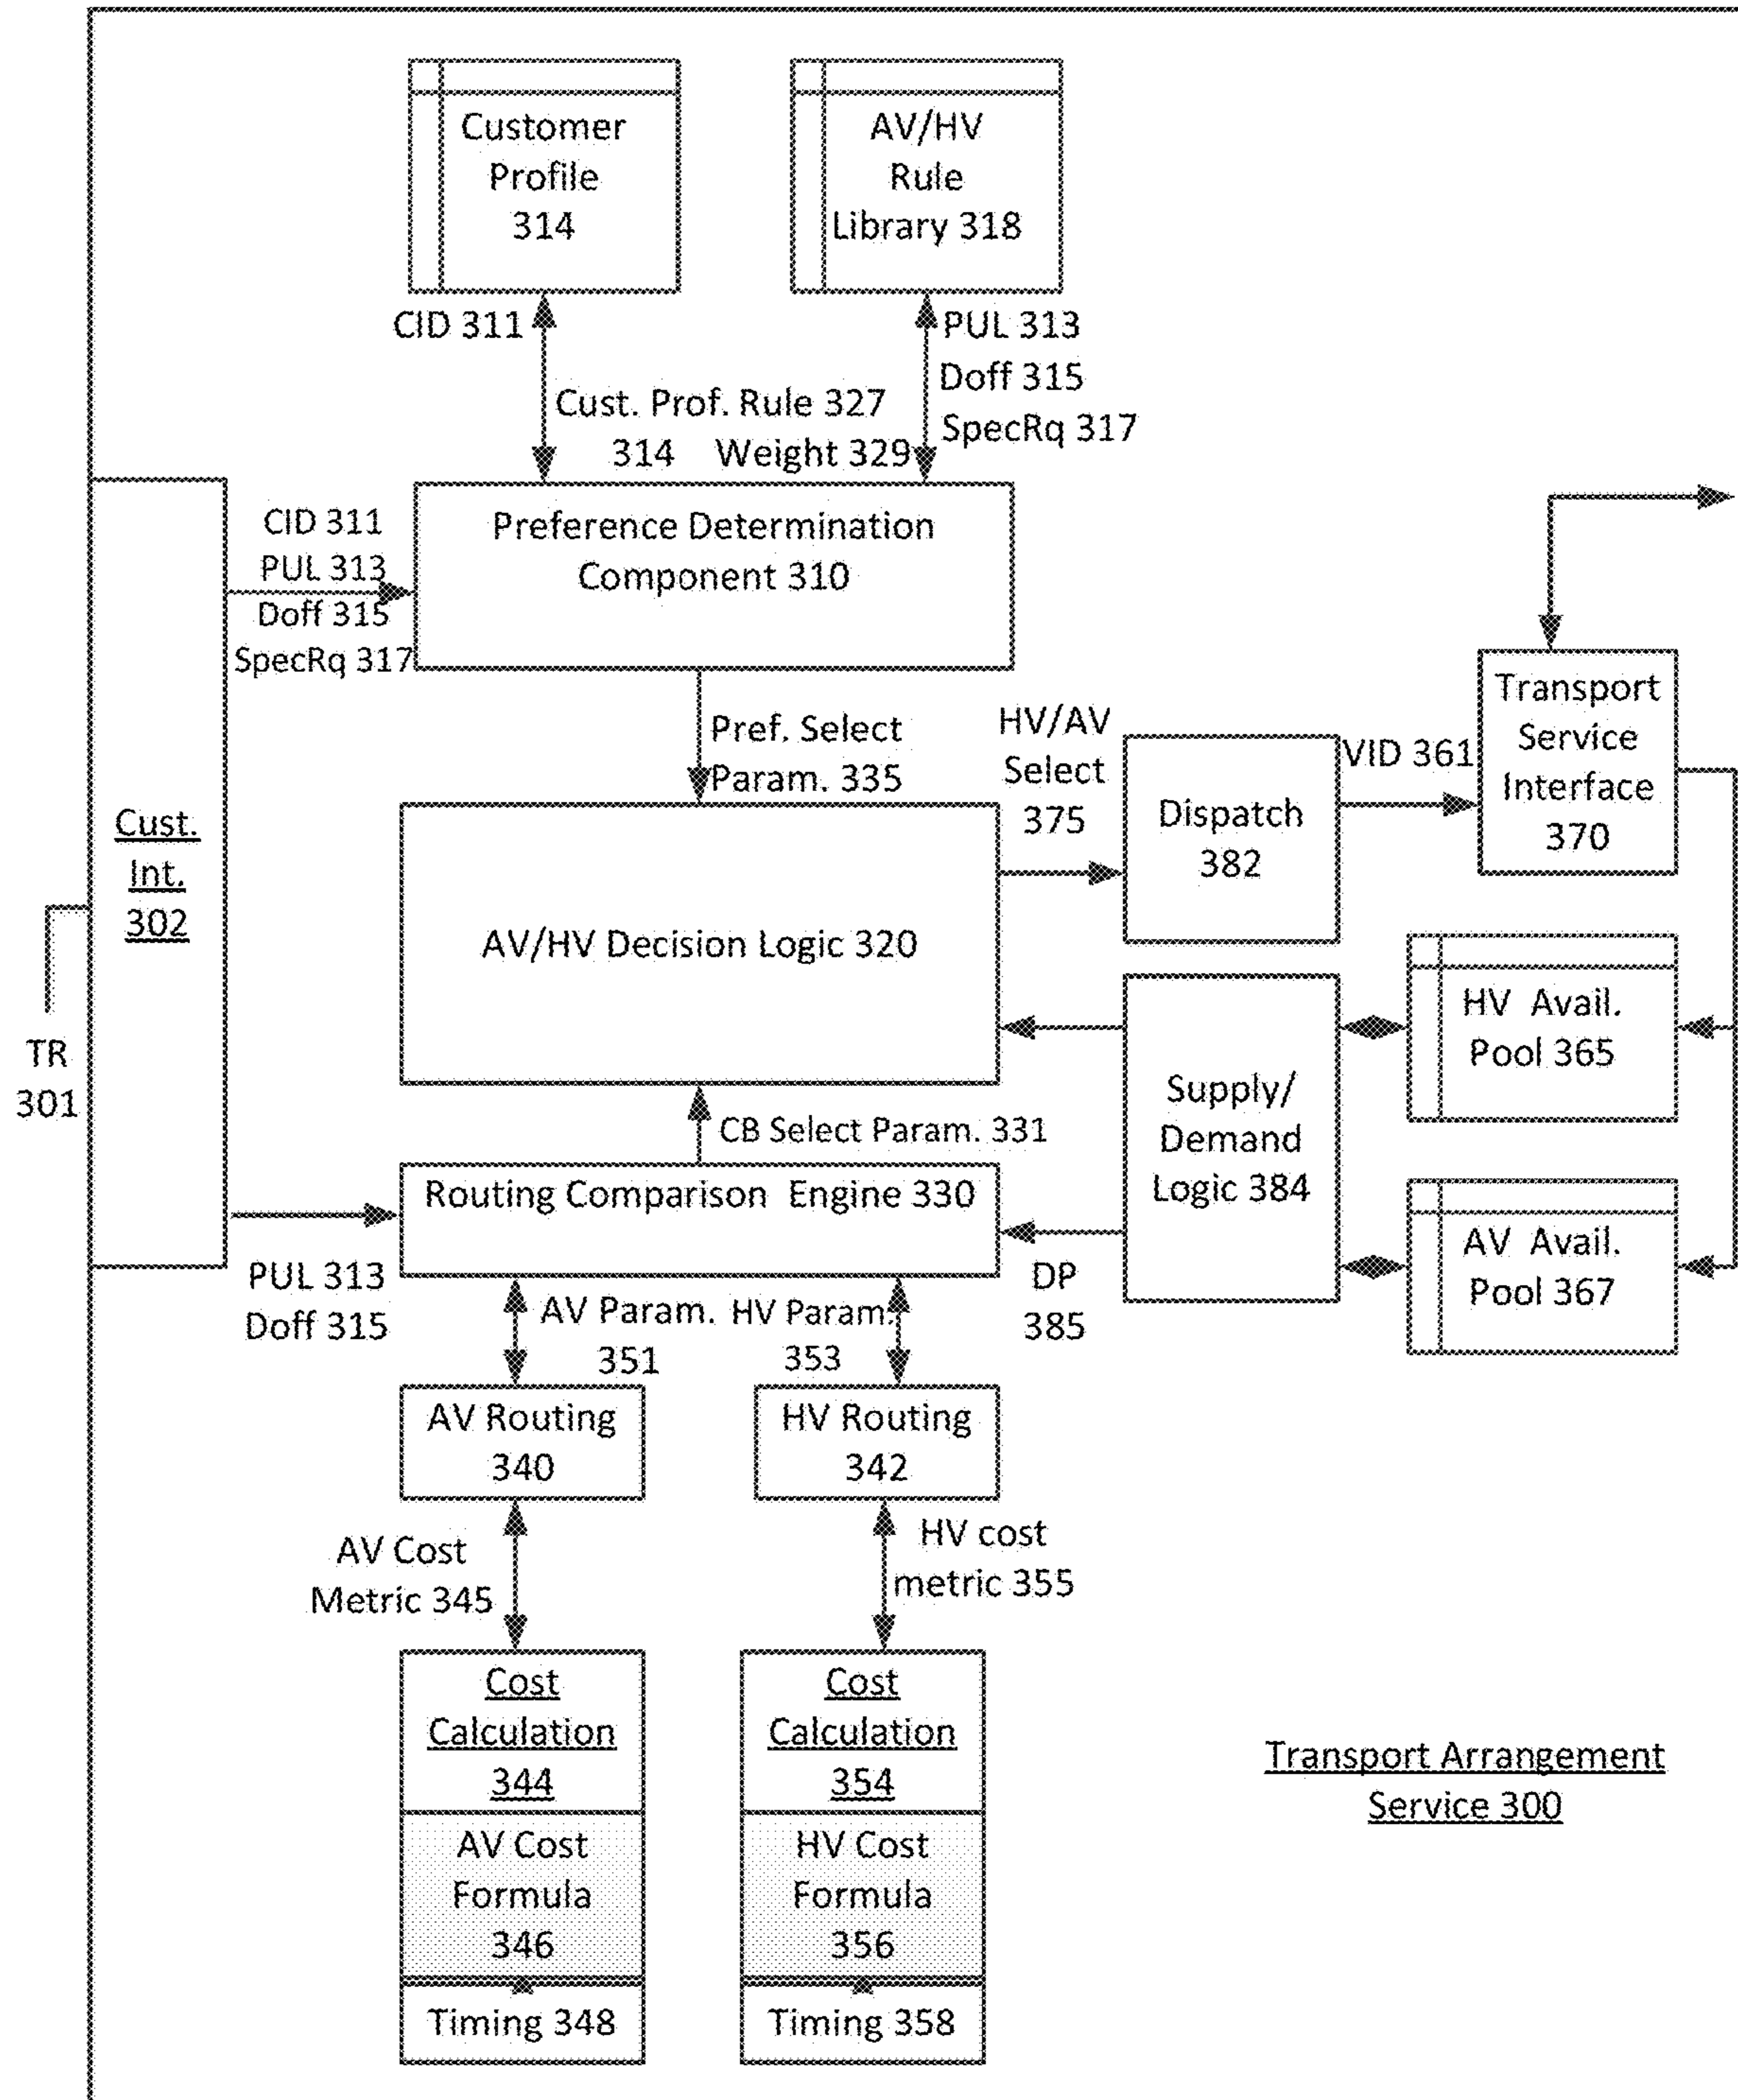 Customer
Profile
314
AV/HV
Rule
Library 318
CID 311
PUL 313
Doff 315
SpecRq 317
Cust. Prof. Rule 327
314 Weight 329
CID 311
PUL 313
Doff 315
SpecRq 317
Preference Determination
Component 310
Pref. Select
Param. 335
HV/AV
Select
375
VID 361
Transport
Service
Interface
370
Dispatch
382
Cust.
Int.
302
AV/HV Decision Logic 320
TR
301
HV Avail.
Pool 365
Supply/
Demand
Logic 384
CB Select Param. 331
Routing Comparison Engine 330
AV Avail.
Pool 367
PUL 313
Doff 315
DP
385
AV Param.
351
HV Param.
353
AV Routing
340
HV Routing
342
AV Cost
Metric 345
HV cost
metric 355
Cost
Calculation
344
Cost
Calculation
354
AV Cost
Formula
346
HV Cost
Formula
356
Timing 348
Timing 358
Transport Arrangement
Service 300